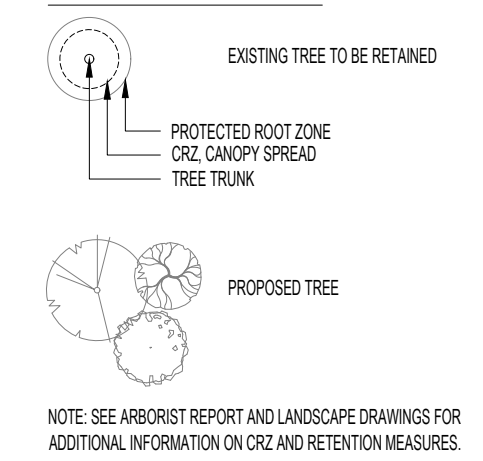 EXISTING TREE TO BE RETAINED
PROTECTED ROOT ZONE
CRZ, CANOPY SPREAD
TREE TRUNK
PROPOSED TREE
NOTE: SEE ARBORIST REPORT AND LANDSCAPE DRAWINGS FOR
ADDITIONAL INFORMATION ON CRZ AND RETENTION MEASURES.